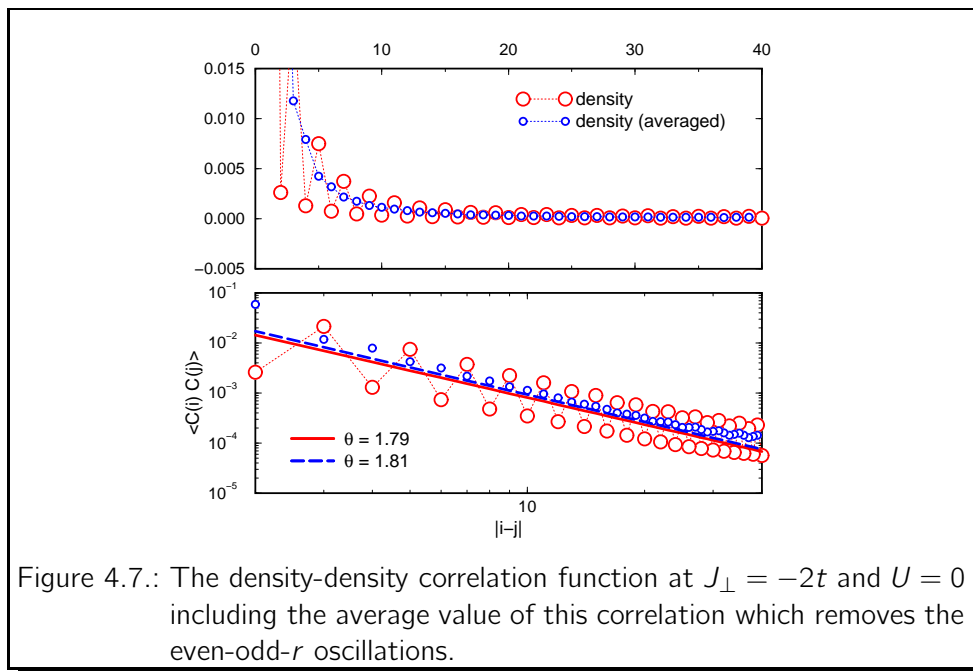 0 10 20 30 40
0.015
0.010
0.005
0.000
−0.005
density
density (averaged)
10⁻¹
10⁻²
10⁻³
10⁻⁴
10⁻⁵
<C(i) C(j)>
θ = 1.79
θ = 1.81
10
|i−j|
Figure 4.7.: The density-density correlation function at J⊥ = −2t and U = 0
including the average value of this correlation which removes the
even-odd-r oscillations.